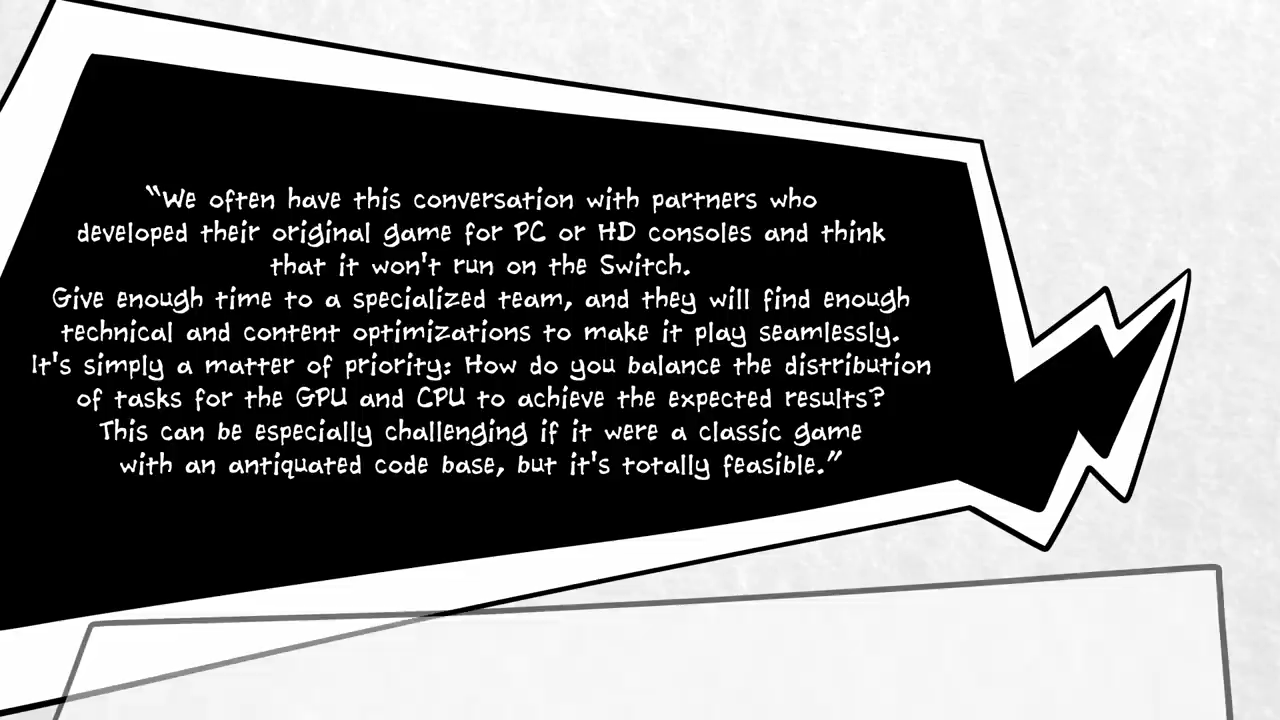 “We often have this conversation with partners who
developed their original game for PC or HD consoles and think
that it won't run on the Switch.
Give enough time to a specialized team, and they will find enough
technical and content optimizations to make it play seamlessly.
It's simply a matter of priority: How do you balance the distribution
of tasks for the GPU and CPU to achieve the expected results?
This can be especially challenging if it were a classic game
with an antiquated code base, but it's totally feasible.”